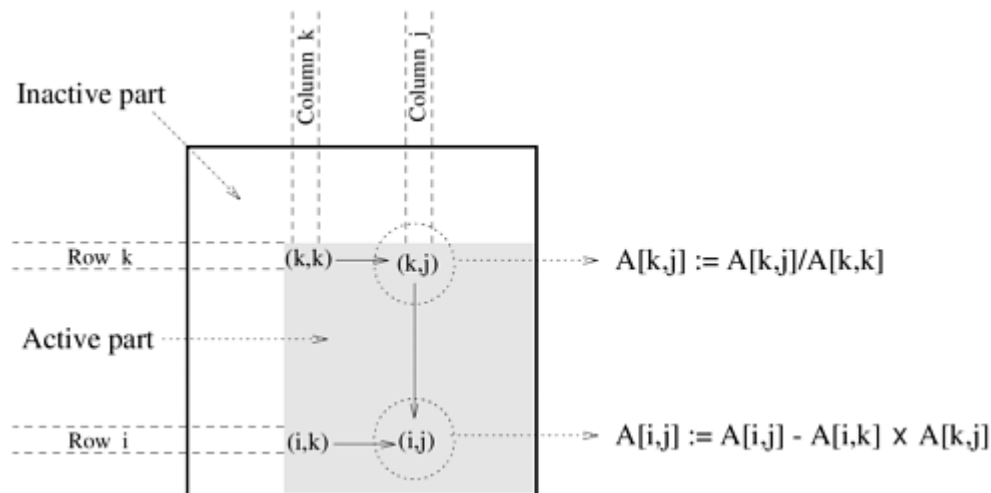 Column k
Column j
Inactive part
Row k
(k,k)
(k,j)
A[k,j] := A[k,j]/A[k,k]
Active part
Row i
(i,k)
(i,j)
A[i,j] := A[i,j] - A[i,k] x A[k,j]